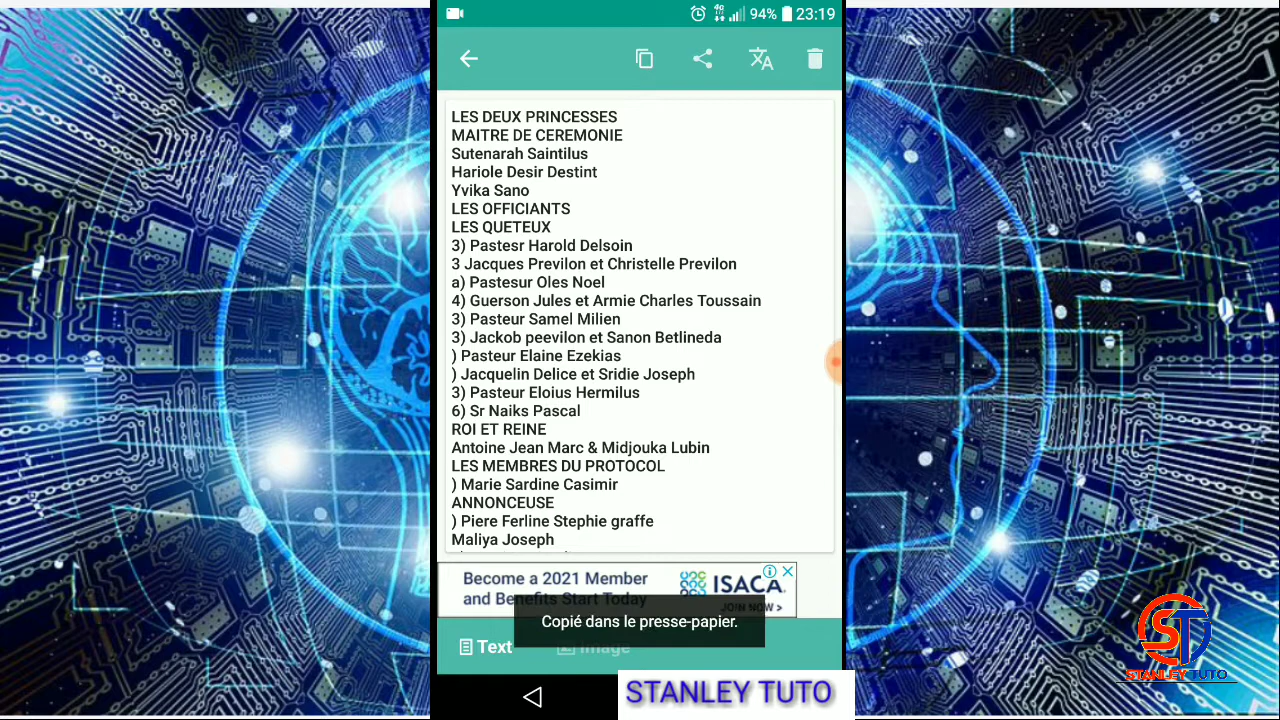 94% 23:19
LES DEUX PRINCESSES
MAITRE DE CEREMONIE
Sutenarah Saintilus
Hariole Desir Destint
Yvika Sano
LES OFFICIANTS
LES QUETEUX
3) Pastesr Harold Delsoin
3 Jacques Previlon et Christelle Previlon
a) Pastesur Oles Noel
4) Guerson Jules et Armie Charles Toussain
3) Pasteur Samel Milien
3) Jackob peevilon et Sanon Betlineda
) Pasteur Elaine Ezekias
) Jacquelin Delice et Sridie Joseph
3) Pasteur Eloius Hermilus
6) Sr Naiks Pascal
ROI ET REINE
Antoine Jean Marc & Midjouka Lubin
LES MEMBRES DU PROTOCOL
) Marie Sardine Casimir
ANNONCEUSE
) Piere Ferline Stephie graffe
Maliya Joseph
Become a 2021 Member
and Benefits Start Today
ISACA.
JOIN NOW >
Copié dans le presse-papier.
Text
Image
STANLEY TUTO
ST
STANLEY TUTO